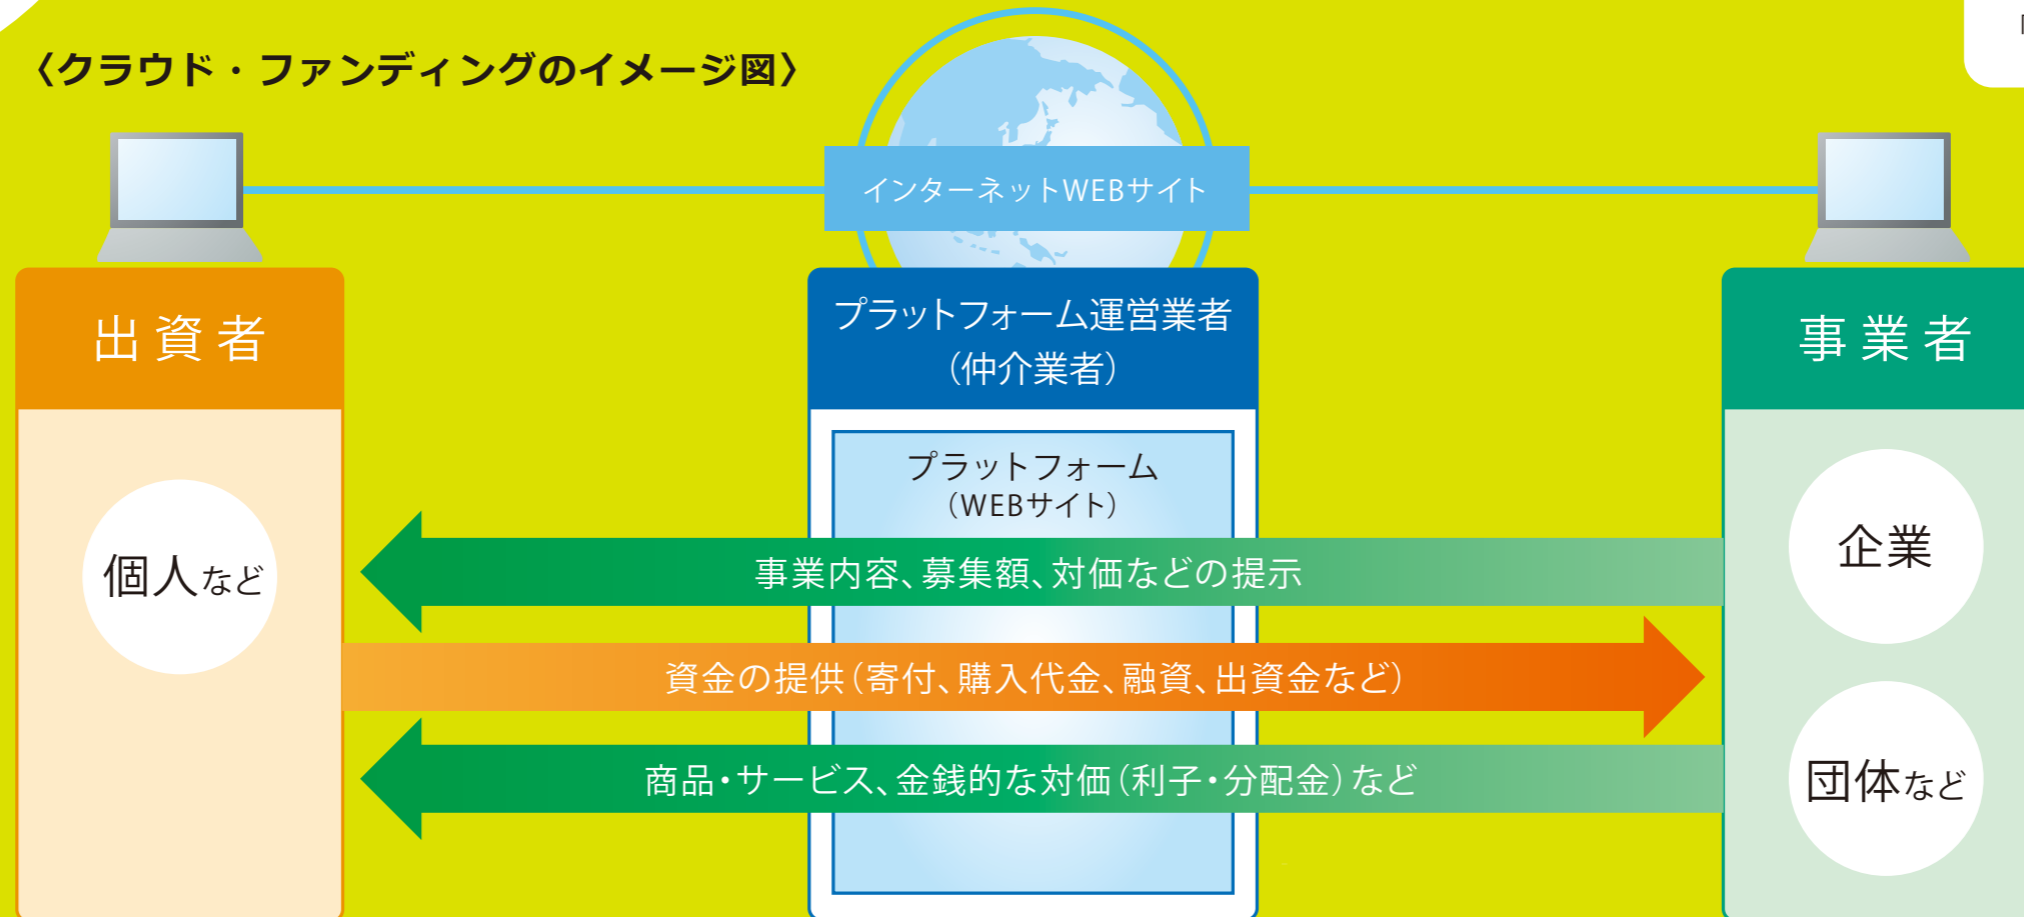 〈クラウド・ファンディングのイメージ図〉
インターネットWEBサイト
出資者
プラットフォーム運営業者
（仲介業者）
事業者
プラットフォーム
（WEBサイト）
個人など
企業
事業内容、募集額、対価などの提示
資金の提供（寄付、購入代金、融資、出資金など）
商品・サービス、金銭的な対価（利子・分配金）など
団体など